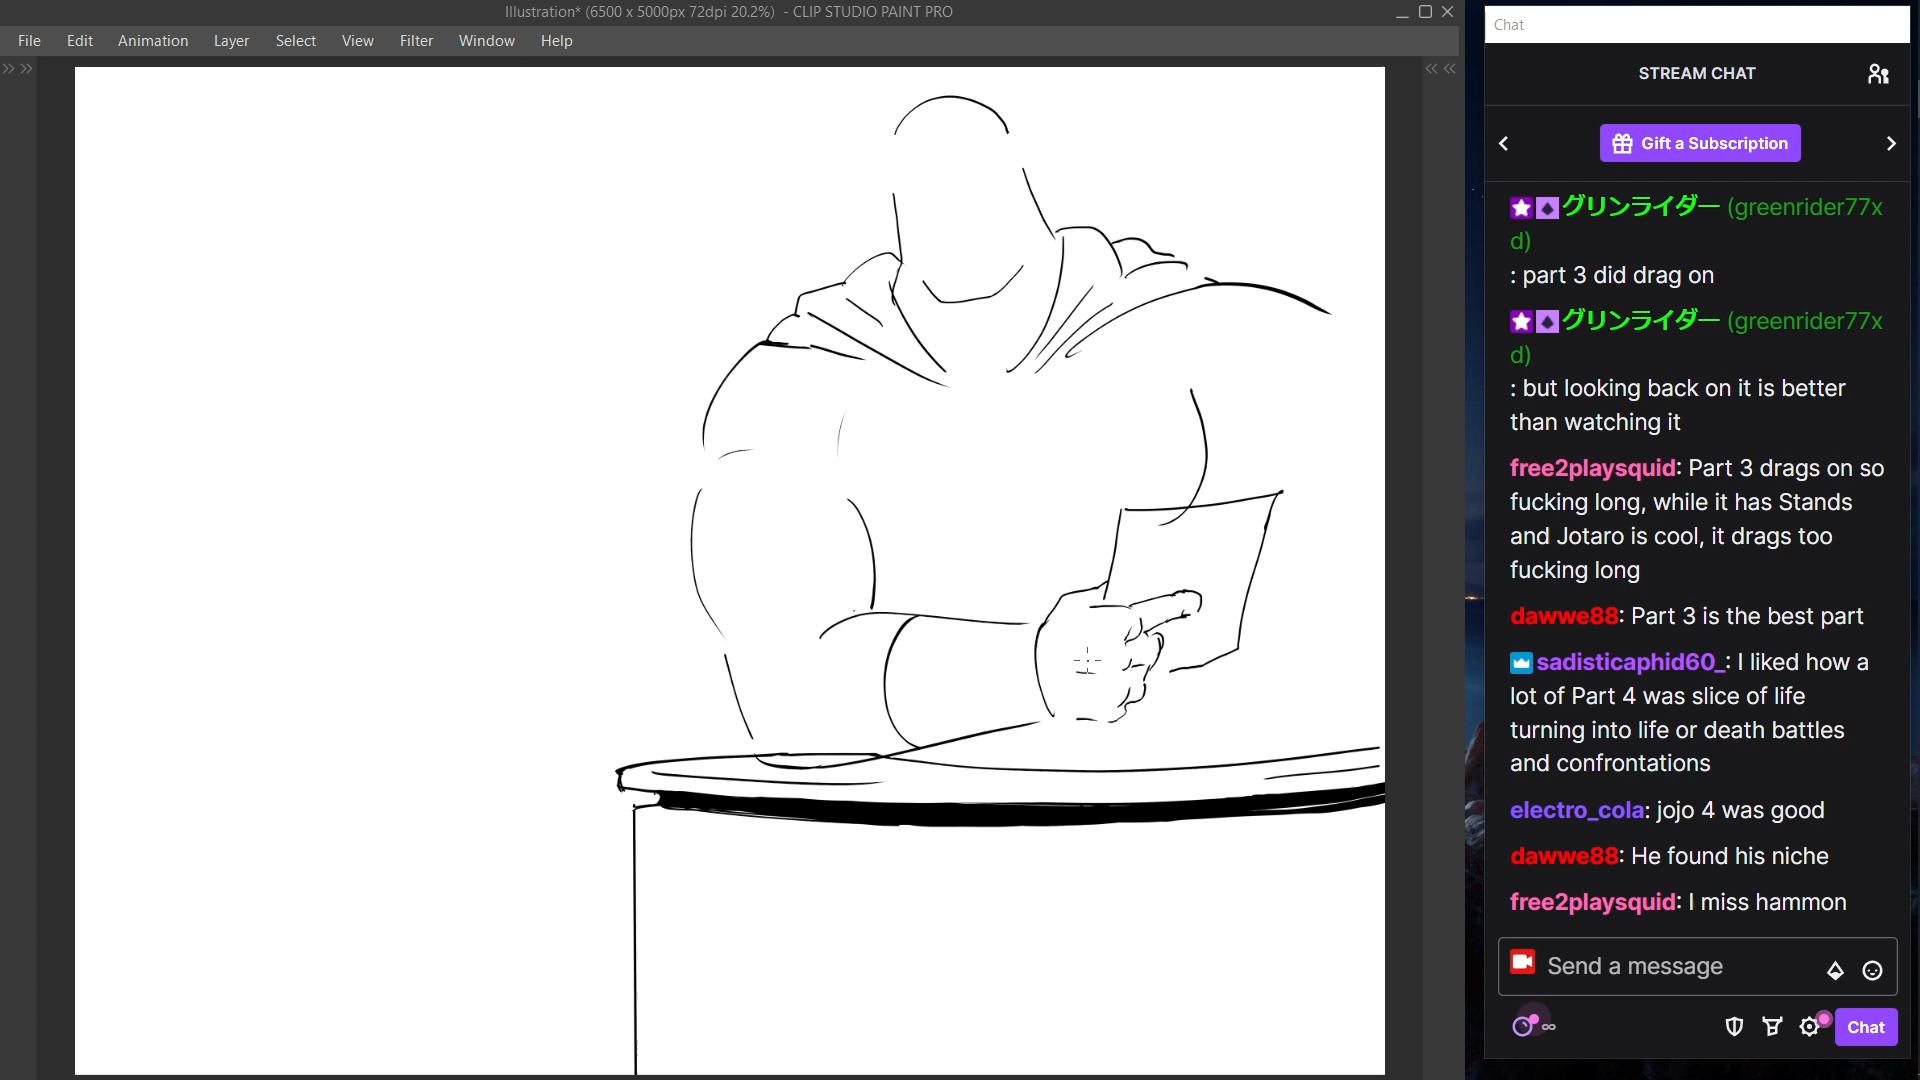 Illustration* (6500 x 5000px 72dpi 20.2%) - CLIP STUDIO PAINT PRO
File Edit Animation Layer Select View Filter Window Help
Chat
STREAM CHAT
Gift a Subscription
グリンライダー (greenrider77x
d)
: part 3 did drag on
グリンライダー (greenrider77x
d)
: but looking back on it is better
than watching it
free2playsquid: Part 3 drags on so
fucking long, while it has Stands
and Jotaro is cool, it drags too
fucking long
dawwe88: Part 3 is the best part
sadisticaphid60_: I liked how a
lot of Part 4 was slice of life
turning into life or death battles
and confrontations
electro_cola: jojo 4 was good
dawwe88: He found his niche
free2playsquid: I miss hammon
Send a message
Chat